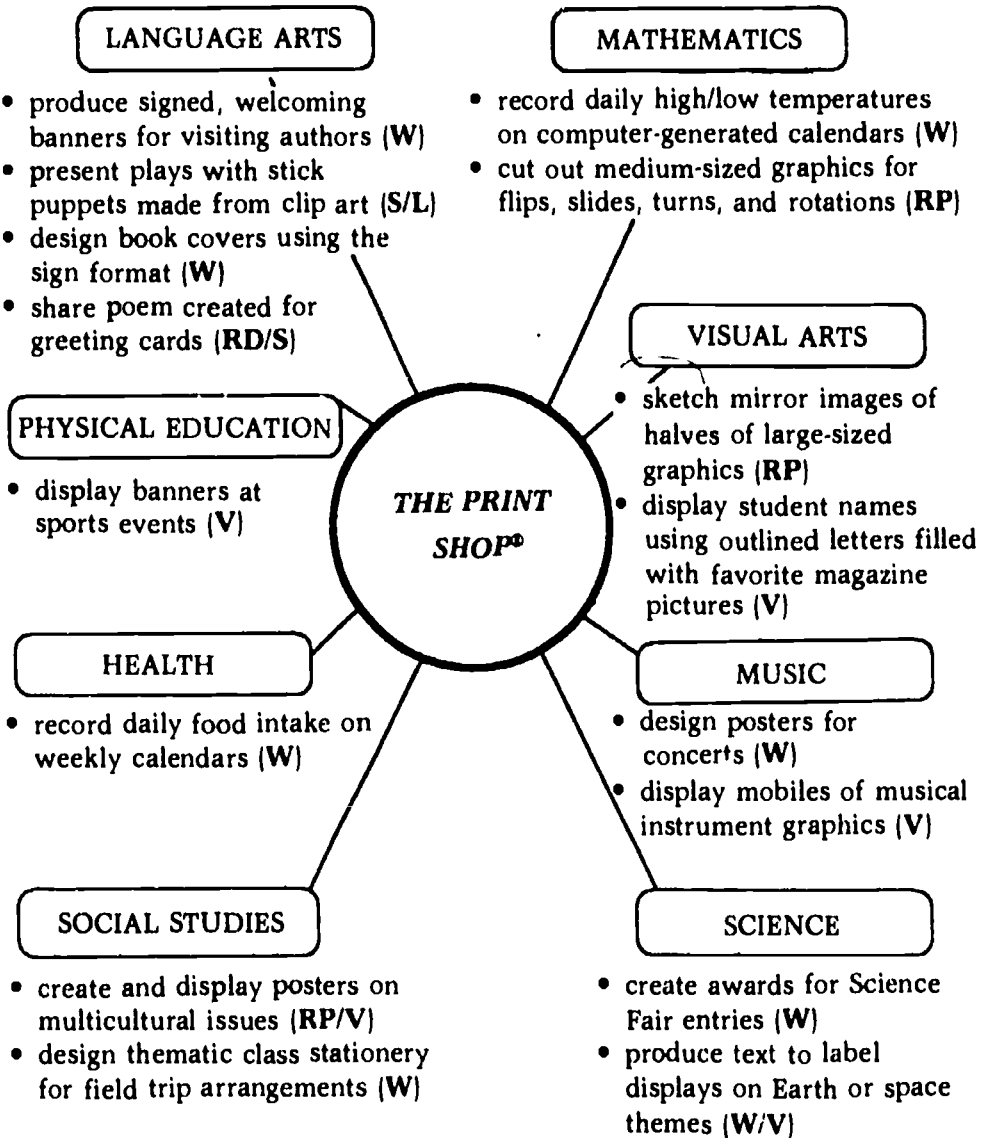 LANGUAGE ARTS
• produce signed, welcoming
banners for visiting authors (W)
• present plays with stick
puppets made from clip art (S/L)
• design book covers using the
sign format (W)
• share poem created for
greeting cards (RD/S)
MATHEMATICS
• record daily high/low temperatures
on computer-generated calendars (W)
• cut out medium-sized graphics for
flips, slides, turns, and rotations (RP)
VISUAL ARTS
• sketch mirror images of
halves of large-sized
graphics (RP)
• display student names
using outlined letters filled
with favorite magazine
pictures (V)
PHYSICAL EDUCATION
• display banners at
sports events (V)
THE PRINT
SHOP®
HEALTH
• record daily food intake on
weekly calendars (W)
MUSIC
• design posters for
concerts (W)
• display mobiles of musical
instrument graphics (V)
SOCIAL STUDIES
• create and display posters on
multicultural issues (RP/V)
• design thematic class stationery
for field trip arrangements (W)
SCIENCE
• create awards for Science
Fair entries (W)
• produce text to label
displays on Earth or space
themes (W/V)